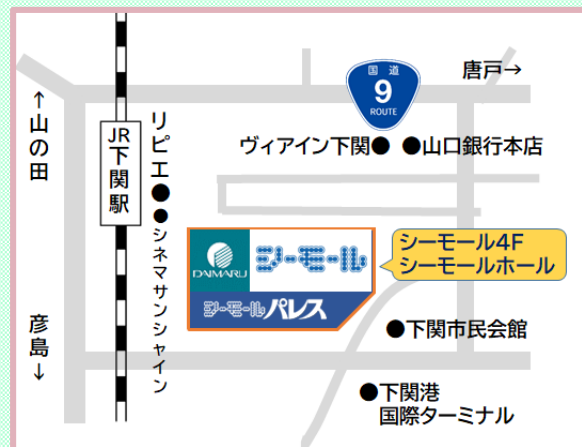 国道
9
ROUTE
唐戸→
←山の田
JR下関駅
リピエ●
●シネマサンシャイン
ヴィアイン下関● ●山口銀行本店
DAIMARU
シーモール
シーモールパレス
シーモール4F
シーモールホール
彦島→
●下関市民会館
●下関港
国際ターミナル